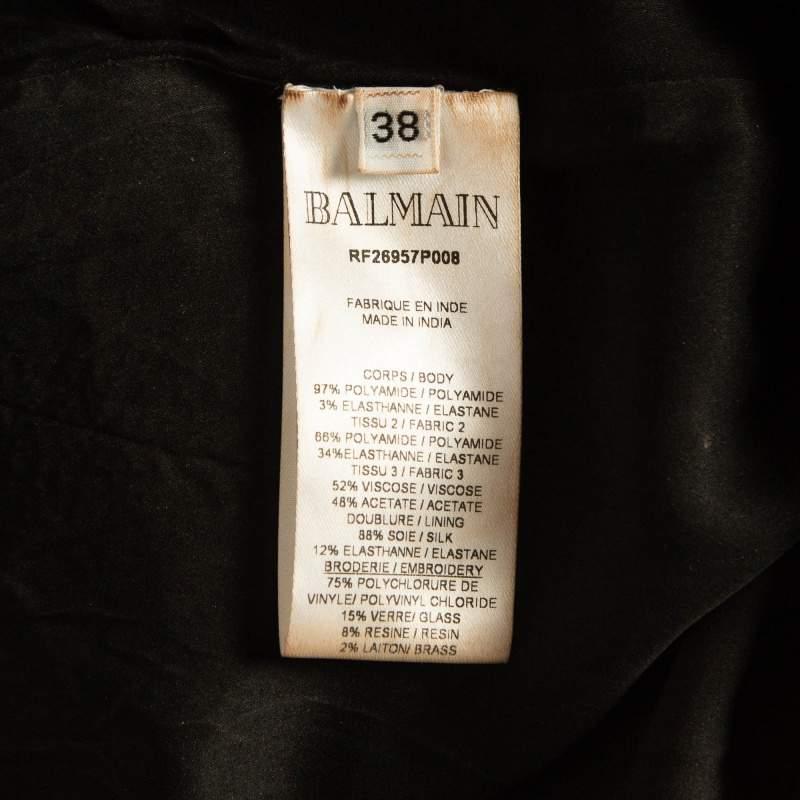 38
BALMAIN
RF26957P008
FABRIQUE EN INDE
MADE IN INDIA
CORPS / BODY
97% POLYAMIDE / POLYAMIDE
3% ELASTHANNE / ELASTANE
TISSU 2 / FABRIC 2
66% POLYAMIDE / POLYAMIDE
34%ELASTHANNE / ELASTANE
TISSU 3 / FABRIC 3
52% VISCOSE / VISCOSE
48% ACETATE / ACETATE
DOUBLURE / LINING
88% SOIE / SILK
12% ELASTHANNE / ELASTANE
BRODERIE / EMBROIDERY
75% POLYCHLORURE DE
VINYLE/ POLYVINYL CHLORIDE
15% VERRE/ GLASS
8% RESINE / RESIN
2% LAITON/ BRASS